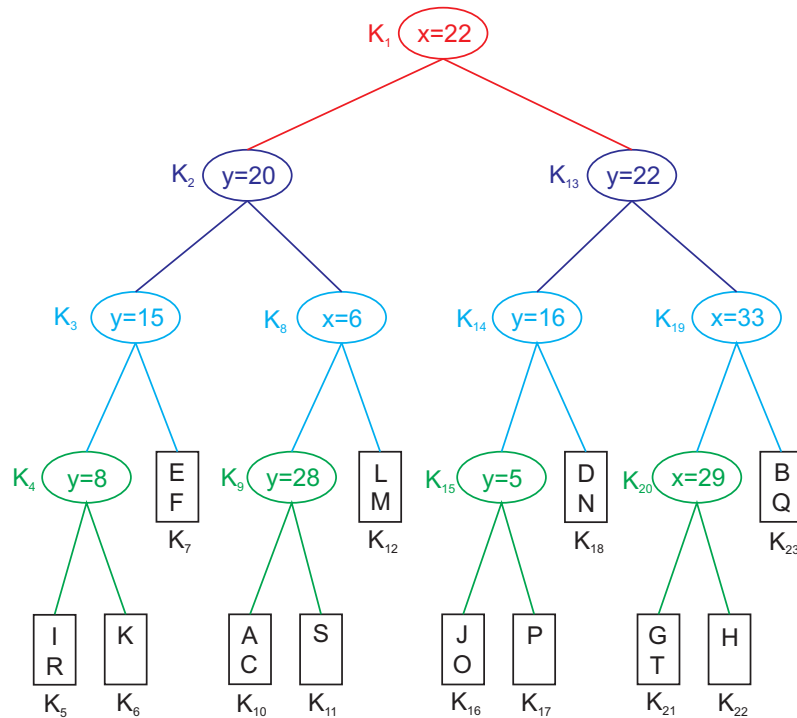 K₁ x=22
K₂ y=20 K₁₃ y=22
K₃ y=15 K₈ x=6 K₁₄ y=16 K₁₉ x=33
K₄ y=8 E K₉ y=28 L K₁₅ y=5 D K₂₀ x=29 B
F M N Q
K₇ K₁₂ K₁₈ K₂₃
I K A S J P G H
R C O T
K₅ K₆ K₁₀ K₁₁ K₁₆ K₁₇ K₂₁ K₂₂